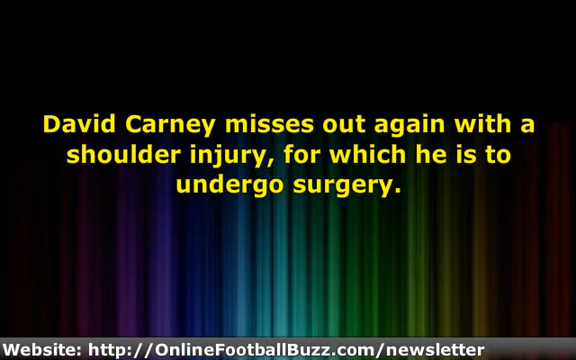 David Carney misses out again with a
shoulder injury, for which he is to
undergo surgery.
Website: http://OnlineFootballBuzz.com/newsletter